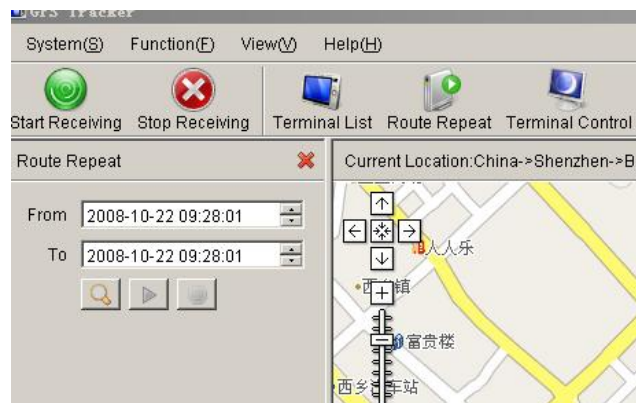 GPS Tracker
System(S) Function(F) View(V) Help(H)
Start Receiving Stop Receiving Terminal List Route Repeat Terminal Control
Route Repeat
Current Location:China->Shenzhen->B
From 2008-10-22 09:28:01
To 2008-10-22 09:28:01
人人乐
富贵楼
西乡 车站